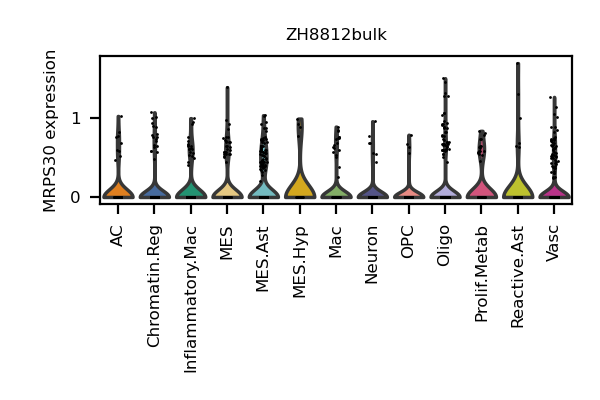 ZH8812bulk
MRPS30 expression
1
0
AC
Chromatin.Reg
Inflammatory.Mac
MES
MES.Ast
MES.Hyp
Mac
Neuron
OPC
Oligo
Prolif.Metab
Reactive.Ast
Vasc